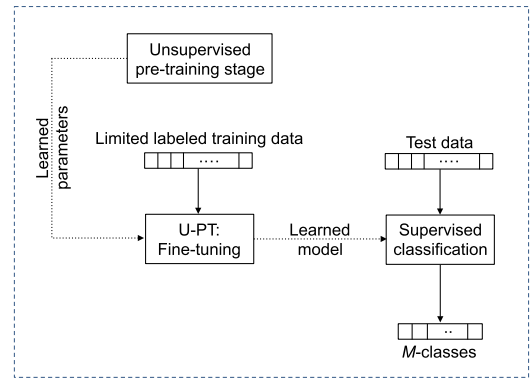 Unsupervised
pre-training stage
Learned
parameters
Limited labeled training data
....
Test data
....
U-PT:
Fine-tuning
Learned
model
Supervised
classification
..
M-classes